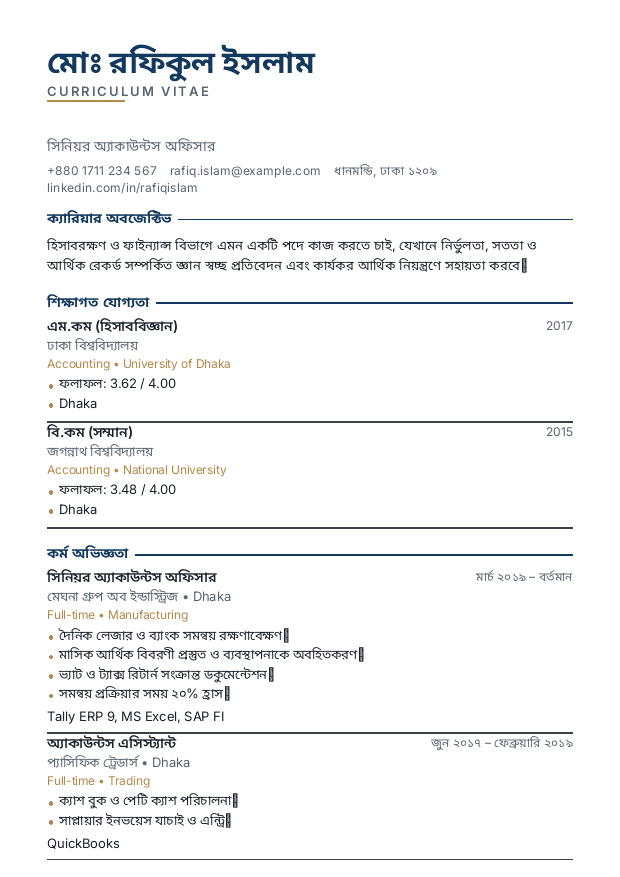 মোঃ রফিকুল ইসলাম
CURRICULUM VITAE
সিনিয়র অ্যাকাউন্টস অফিসার
+880 1711 234 567 rafiq.islam@example.com ধানমন্ডি, ঢাকা ১২০৯
linkedin.com/in/rafiqislam
ক্যারিয়ার অবজেক্টিভ
হিসাবরক্ষণ ও ফাইন্যান্স বিভাগে এমন একটি পদে কাজ করতে চাই, যেখানে নির্ভুলতা, সততা ও
আর্থিক রেকর্ড সম্পর্কিত জ্ঞান স্বচ্ছ প্রতিবেদন এবং কার্যকর আর্থিক নিয়ন্ত্রণে সহায়তা করবে
শিক্ষাগত যোগ্যতা
এম.কম (হিসাববিজ্ঞান) 2017
ঢাকা বিশ্ববিদ্যালয়
Accounting • University of Dhaka
• ফলাফল: 3.62 / 4.00
• Dhaka
বি.কম (সম্মান) 2015
জগন্নাথ বিশ্ববিদ্যালয়
Accounting • National University
• ফলাফল: 3.48 / 4.00
• Dhaka
কর্ম অভিজ্ঞতা
সিনিয়র অ্যাকাউন্টস অফিসার মার্চ ২০১৯ – বর্তমান
মেঘনা গ্রুপ অব ইন্ডাস্ট্রিজ • Dhaka
Full-time • Manufacturing
• দৈনিক লেজার ও ব্যাংক সমন্বয় রক্ষণাবেক্ষণ
• মাসিক আর্থিক বিবরণী প্রস্তুত ও ব্যবস্থাপনাকে অবহিতকরণ
• ভ্যাট ও ট্যাক্স রিটার্ন সংক্রান্ত ডকুমেন্টেশন
• সমন্বয় প্রক্রিয়ার সময় ২০% হ্রাস
Tally ERP 9, MS Excel, SAP FI
অ্যাকাউন্টস এসিস্ট্যান্ট জুন ২০১৭ – ফেব্রুয়ারি ২০১৯
প্যাসিফিক ট্রেডার্স • Dhaka
Full-time • Trading
• ক্যাশ বুক ও পেটি ক্যাশ পরিচালনা
• সাপ্লায়ার ইনভয়েস যাচাই ও এন্ট্রি
QuickBooks